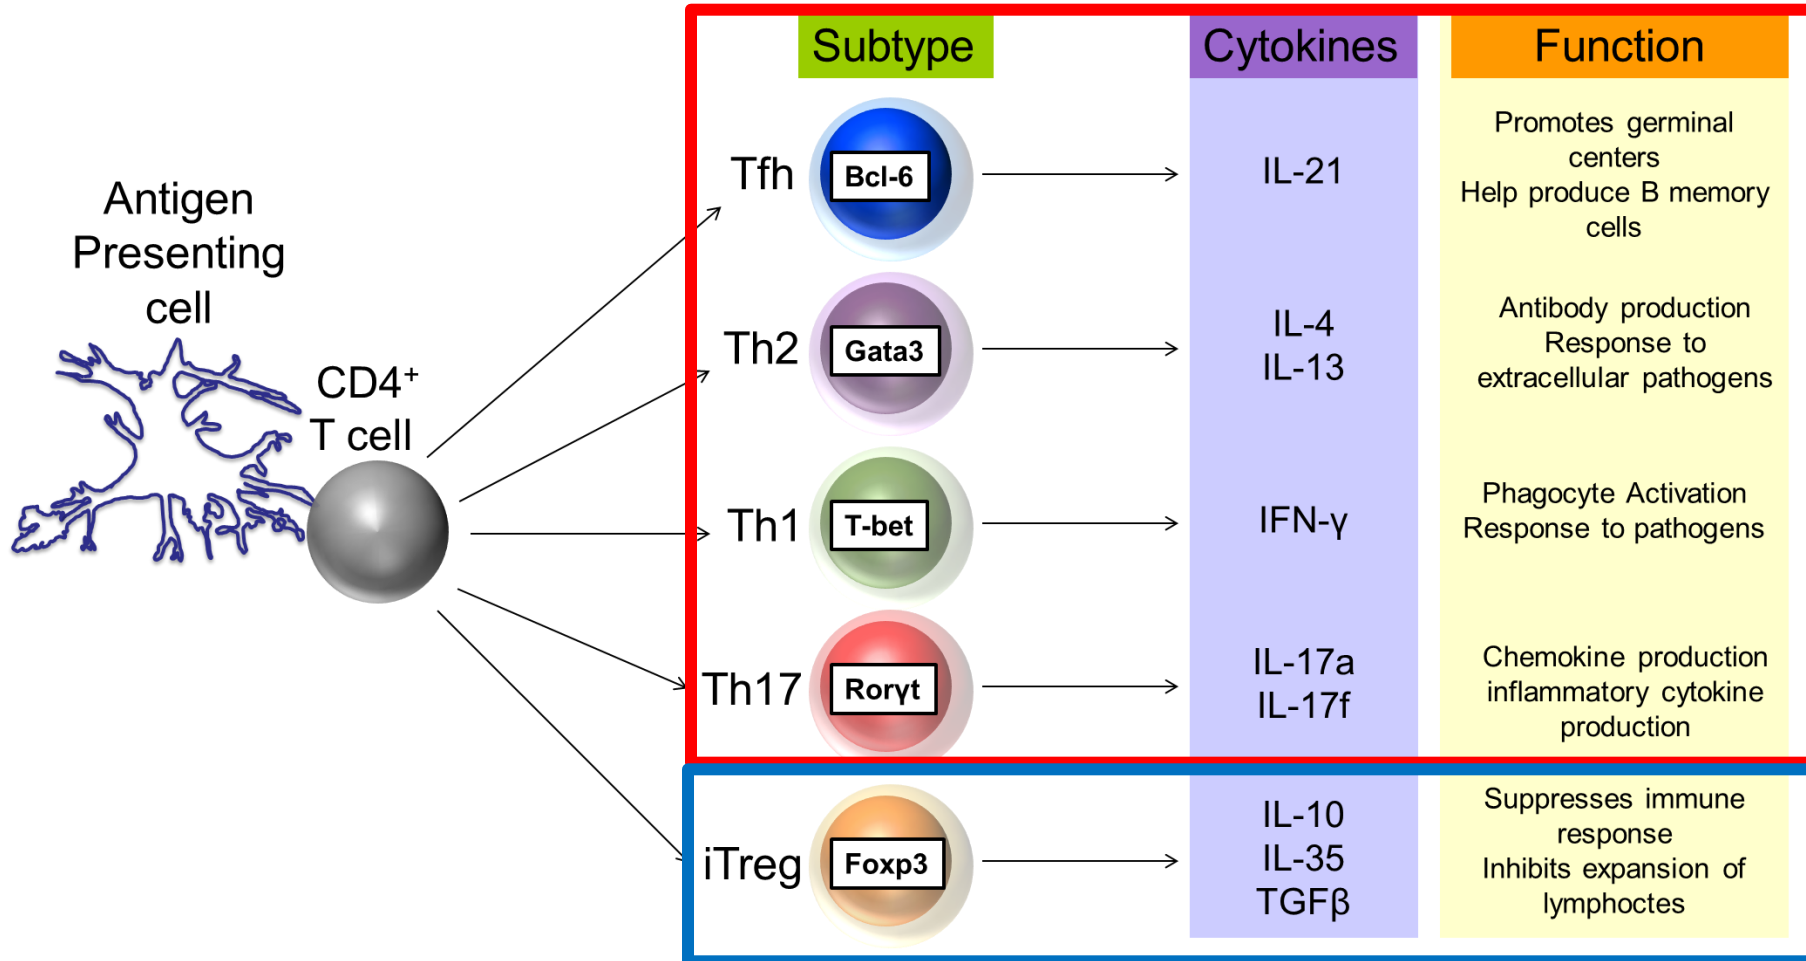 Subtype
Cytokines
Function
Antigen
Presenting
cell
CD4+
T cell
Tfh
Bcl-6
IL-21
Promotes germinal
centers
Help produce B memory
cells
Th2
Gata3
IL-4
IL-13
Antibody production
Response to
extracellular pathogens
Th1
T-bet
IFN-γ
Phagocyte Activation
Response to pathogens
Th17
Rorγt
IL-17a
IL-17f
Chemokine production
inflammatory cytokine
production
iTreg
Foxp3
IL-10
IL-35
TGFβ
Suppresses immune
response
Inhibits expansion of
lymphoctes